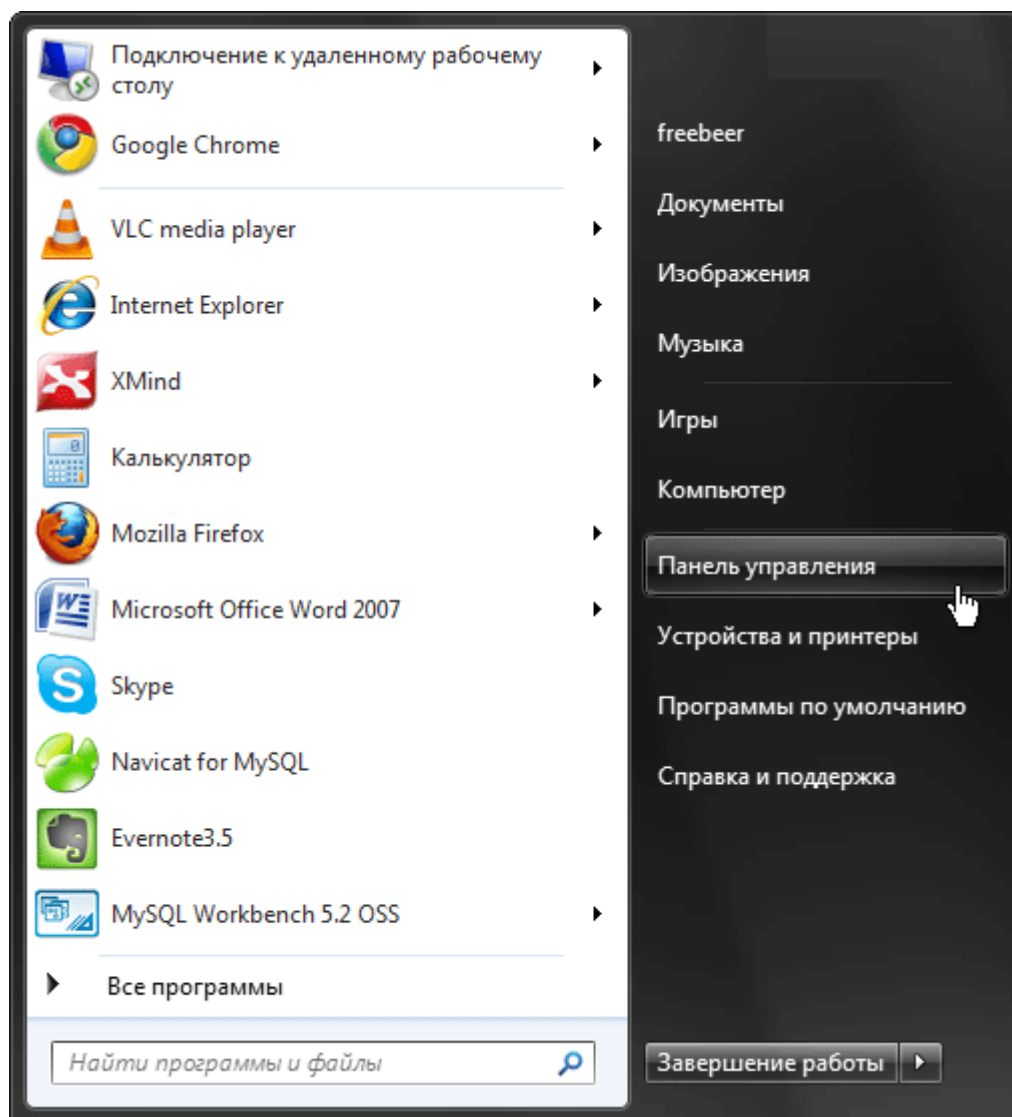 Подключение к удаленному рабочему
столу
Google Chrome
VLC media player
Internet Explorer
XMind
Калькулятор
Mozilla Firefox
Microsoft Office Word 2007
Skype
Navicat for MySQL
Evernote3.5
MySQL Workbench 5.2 OSS
Все программы
Найти программы и файлы
freebeer
Документы
Изображения
Музыка
Игры
Компьютер
Панель управления
Устройства и принтеры
Программы по умолчанию
Справка и поддержка
Завершение работы